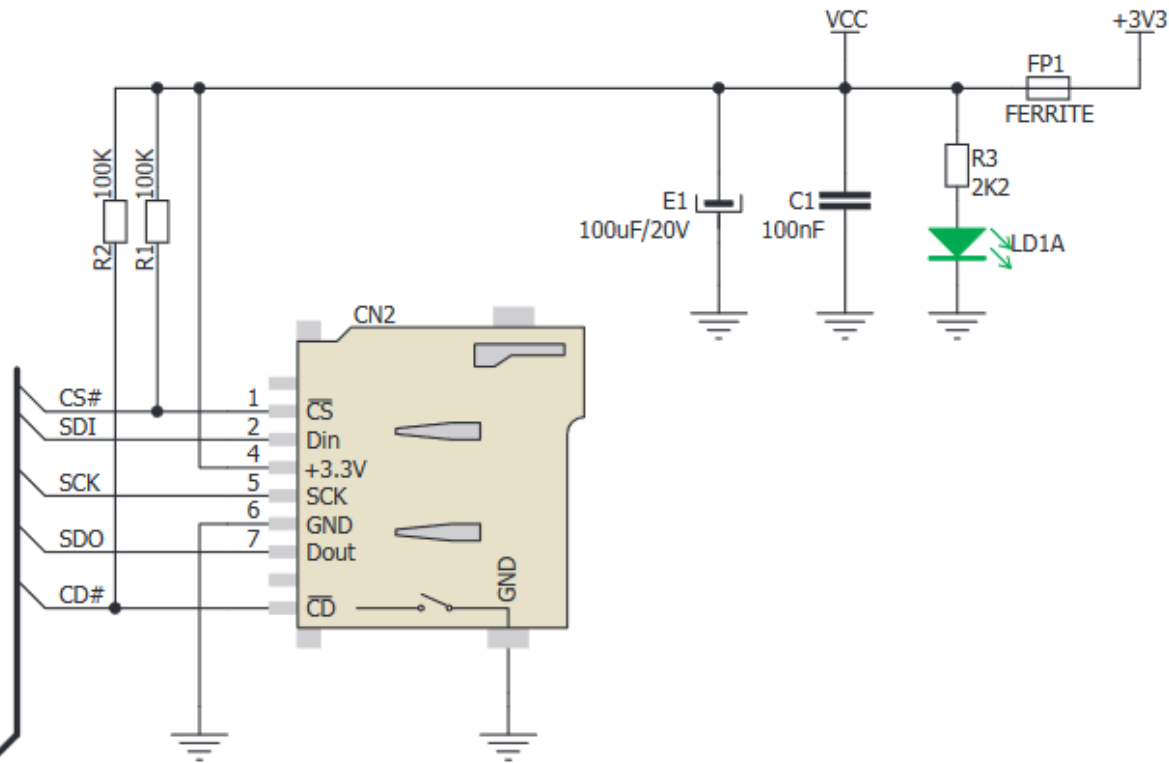 VCC
+3V3
FP1
FERRITE
100K
100K
R2
R1
E1
100uF/20V
C1
100nF
R3
2K2
LD1A
CN2
CS#
1
CS
SDI
2
Din
4
+3.3V
SCK
5
SCK
6
GND
SDO
7
Dout
GND
CD#
CD